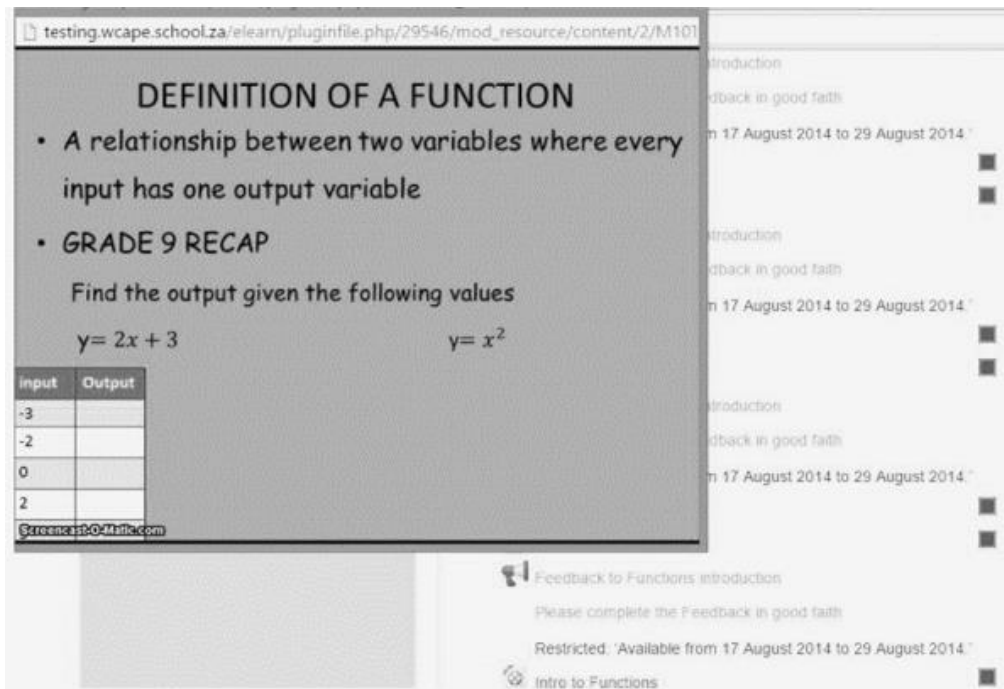 testing.wcape.school.za/elearn/pluginfile.php/29546/mod_resource/content/2/M101
DEFINITION OF A FUNCTION
• A relationship between two variables where every
input has one output variable
• GRADE 9 RECAP
Find the output given the following values
y= 2x + 3
y= x²
input Output
-3
-2
0
2
Screencast-O-Matic.com
troduction
dback in good faith
m 17 August 2014 to 29 August 2014.'
troduction
dback in good faith
m 17 August 2014 to 29 August 2014.'
ntroduction
dback in good faith
m 17 August 2014 to 29 August 2014.'
Feedback to Functions introduction
Please complete the Feedback in good faith
Restricted: 'Available from 17 August 2014 to 29 August 2014.'
Intro to Functions